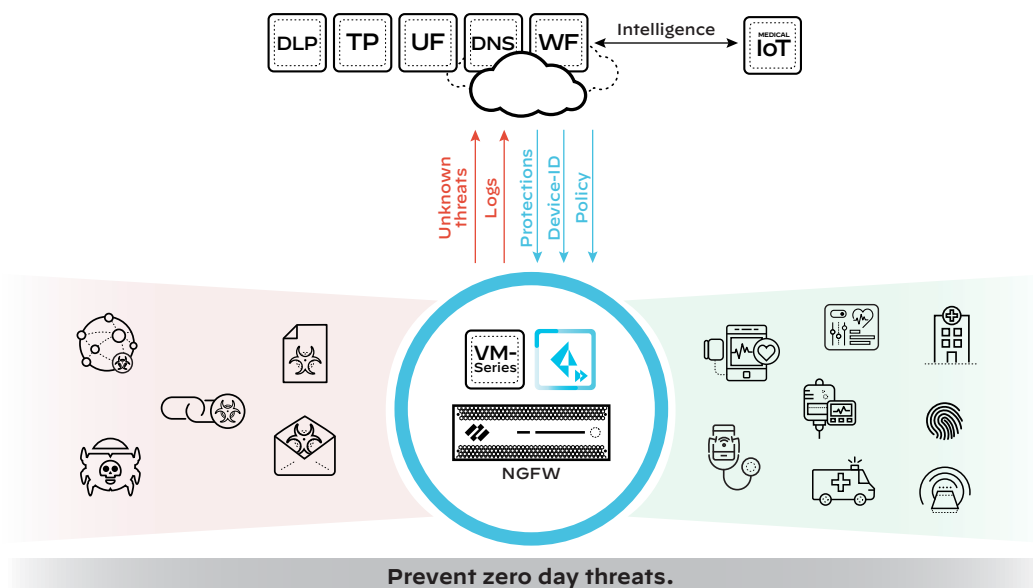 DLP
TP
UF
DNS
WF
Intelligence
MEDICAL
IoT
Unknown
threats
Logs
Protections
Device-ID
Policy
VM-
Series
NGFW
Prevent zero day threats.